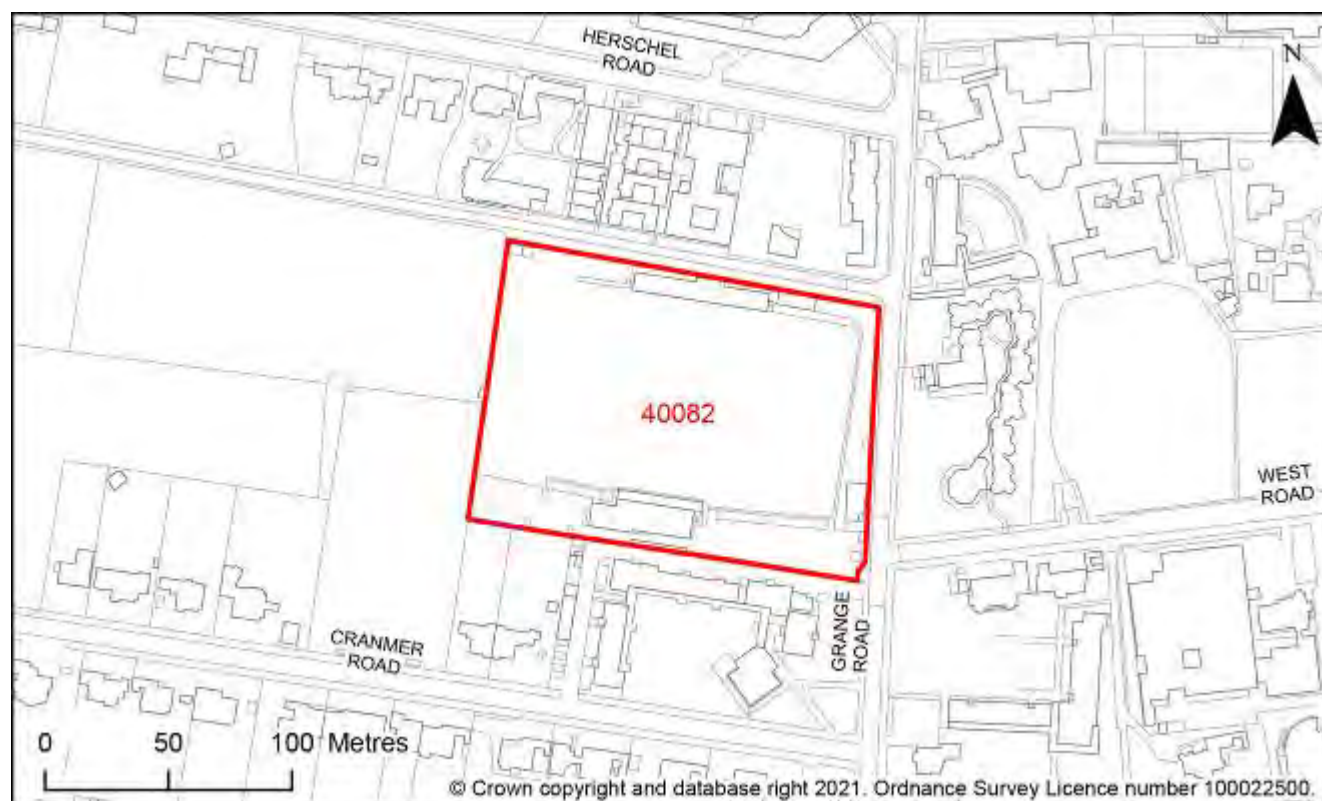 HERSCHEL
ROAD
N
40082
WEST
ROAD
GRANGE
ROAD
CRANMER
ROAD
0 50 100 Metres
© Crown copyright and database right 2021. Ordnance Survey Licence number 100022500.